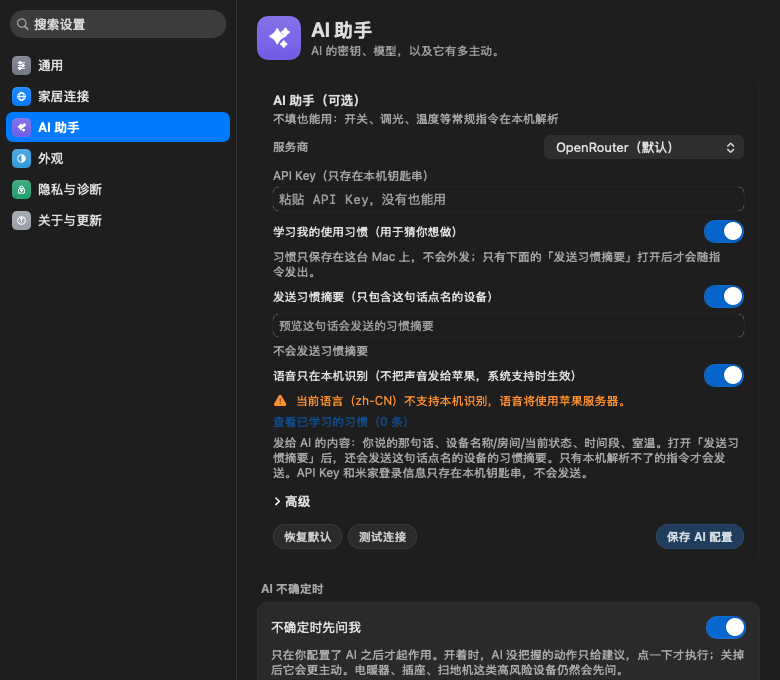 搜索设置
通用
家居连接
AI 助手
外观
隐私与诊断
关于与更新
AI 助手
AI 的密钥、模型，以及它有多主动。
AI 助手（可选）
不填也能用：开关、调光、温度等常规指令在本机解析
服务商
OpenRouter（默认）
API Key（只存在本机钥匙串）
粘贴 API Key，没有也能用
学习我的使用习惯（用于猜你想做）
习惯只保存在这台 Mac 上，不会外发；只有下面的「发送习惯摘要」打开后才会随指
令发出。
发送习惯摘要（只包含这句话点名的设备）
预览这句话会发送的习惯摘要
不会发送习惯摘要
语音只在本机识别（不把声音发给苹果，系统支持时生效）
当前语言（zh-CN）不支持本机识别，语音将使用苹果服务器。
查看已学习的习惯（0 条）
发给 AI 的内容：你说的那句话、设备名称/房间/当前状态、时间段、室温。打开「发送习
惯摘要」后，还会发送这句话点名的设备的习惯摘要。只有本机解析不了的指令才会发
送。API Key 和米家登录信息只存在本机钥匙串，不会发送。
高级
恢复默认
测试连接
保存 AI 配置
AI 不确定时
不确定时先问我
只在你配置了 AI 之后才起作用。开着时，AI 没把握的动作只给建议，点一下才执行；关掉
后它会更主动。电暖器、插座、扫地机这类高风险设备仍然会先问。